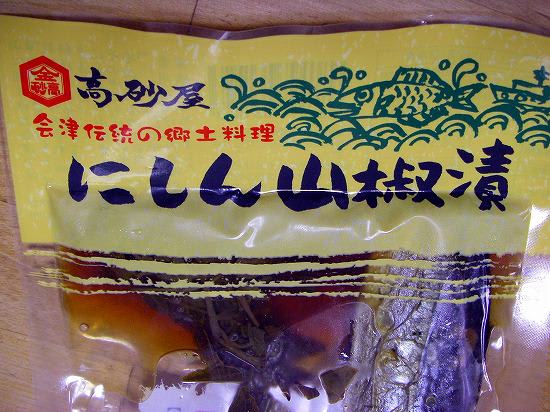 高砂屋
会津伝統の郷土料理
にしん山椒漬